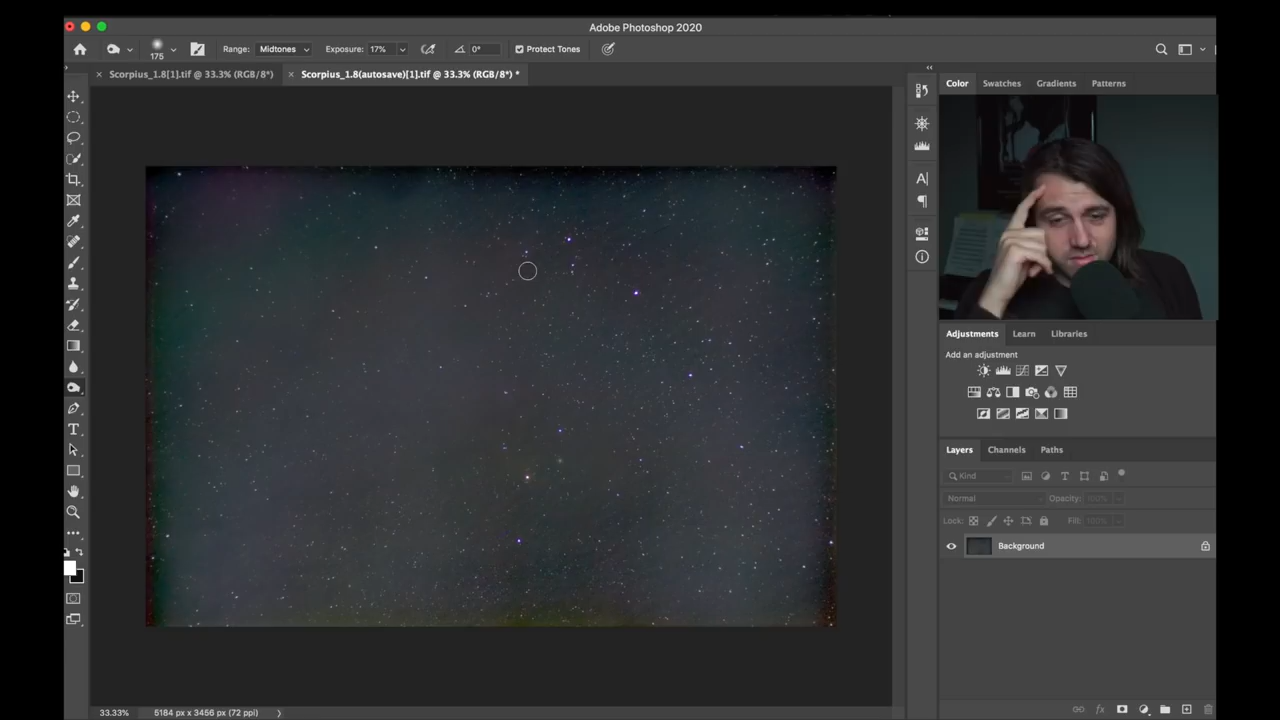 Adobe Photoshop 2020
175 Range: Midtones Exposure: 17% 0° Protect Tones
× Scorpius_1.8[1].tif @ 33.3% (RGB/8*) × Scorpius_1.8(autosave)[1].tif @ 33.3% (RGB/8*) *
Color Swatches Gradients Patterns
Adjustments Learn Libraries
Add an adjustment
Layers Channels Paths
Kind
Normal Opacity: 100%
Lock: Fill: 100%
Background
33.33% 5184 px x 3456 px (72 ppi)